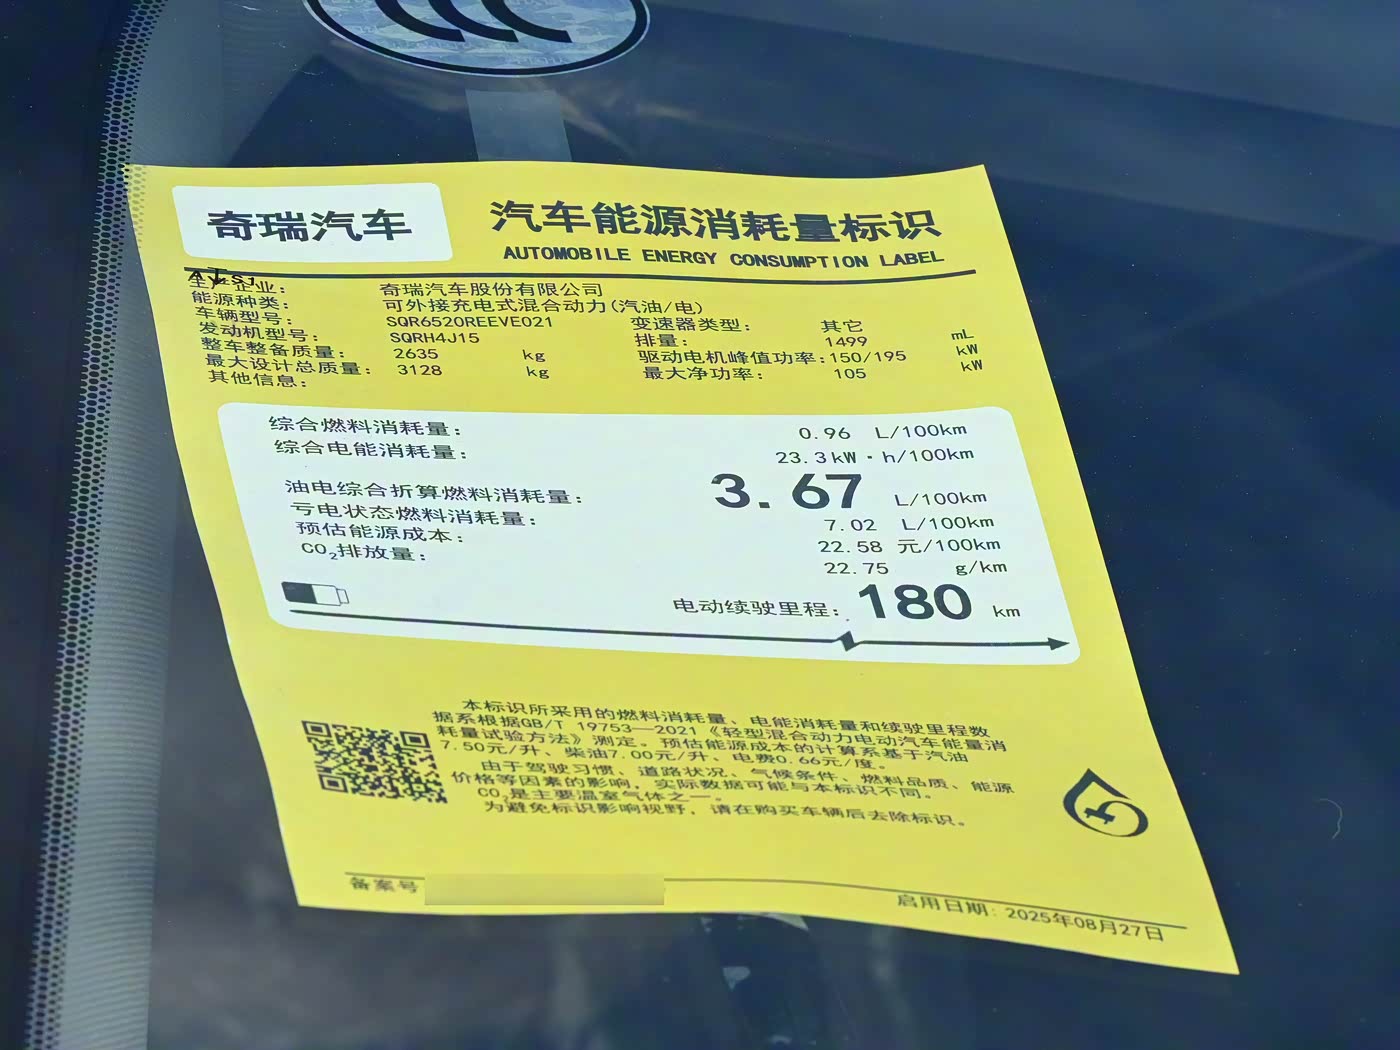 奇瑞汽车
汽车能源消耗量标识
AUTOMOBILE ENERGY CONSUMPTION LABEL
生产企业： 奇瑞汽车股份有限公司
能源种类： 可外接充电式混合动力(汽油/电)
车辆型号： SQR6520REEVE021 变速器类型： 其它
发动机型号： SQRH4J15 排量： 1499 mL
整车整备质量： 2635 kg 驱动电机峰值功率：150/195 kW
最大设计总质量： 3128 kg 最大净功率： 105 kW
其他信息：
综合燃料消耗量： 0.96 L/100km
综合电能消耗量： 23.3kW·h/100km
油电综合折算燃料消耗量： 3.67 L/100km
亏电状态燃料消耗量： 7.02 L/100km
预估能源成本： 22.58 元/100km
CO₂排放量： 22.75 g/km
电动续驶里程： 180 km
本标识所采用的燃料消耗量、电能消耗量和续驶里程数
据系根据GB/T 19753—2021《轻型混合动力电动汽车能量消
耗量试验方法》测定。预估能源成本的计算系基于汽油
7.50元/升、柴油7.00元/升、电费0.66元/度。
由于驾驶习惯、道路状况、气候条件、燃料品质、能源
价格等因素的影响，实际数据可能与本标识不同。
CO₂是主要温室气体之一。
为避免标识影响视野，请在购买车辆后去除标识。
备案号
启用日期：2025年08月27日